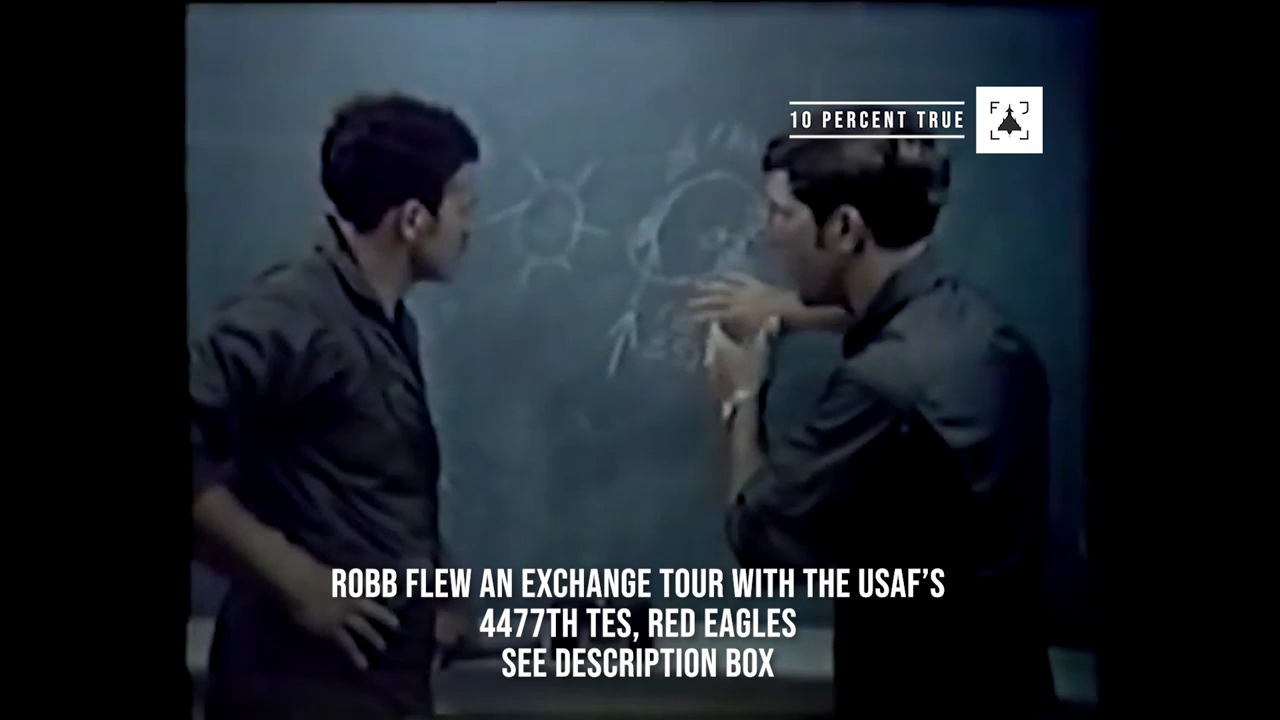 10 PERCENT TRUE
F J
ROBB FLEW AN EXCHANGE TOUR WITH THE USAF'S
4477TH TES, RED EAGLES
SEE DESCRIPTION BOX